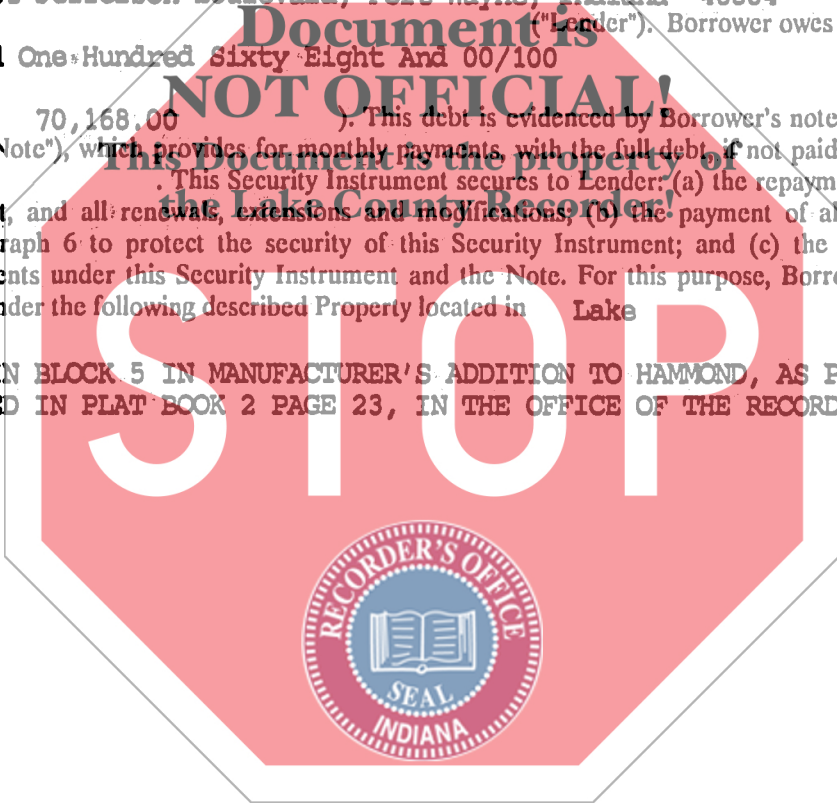 Jefferson Boulevard, Fort Wayne, Indiana
Document is
("Lender"). Borrower owes
One Hundred Sixty Eight And 00/100
NOT OFFICIAL!
70,168.00 ). This debt is evidenced by Borrower's note
Note"), which provides for monthly payments, with the full debt, if not paid
This Document is the property of
. This Security Instrument secures to Lender: (a) the repaym
the Lake County Recorder!
, and all renewals, extensions and modifications; (b) the payment of al
raph 6 to protect the security of this Security Instrument; and (c) the
nts under this Security Instrument and the Note. For this purpose, Borro
der the following described Property located in Lake
N BLOCK 5 IN MANUFACTURER'S ADDITION TO HAMMOND, AS P
D IN PLAT BOOK 2 PAGE 23, IN THE OFFICE OF THE RECORD
STOP
RECORDER'S OFFICE
SEAL
INDIANA